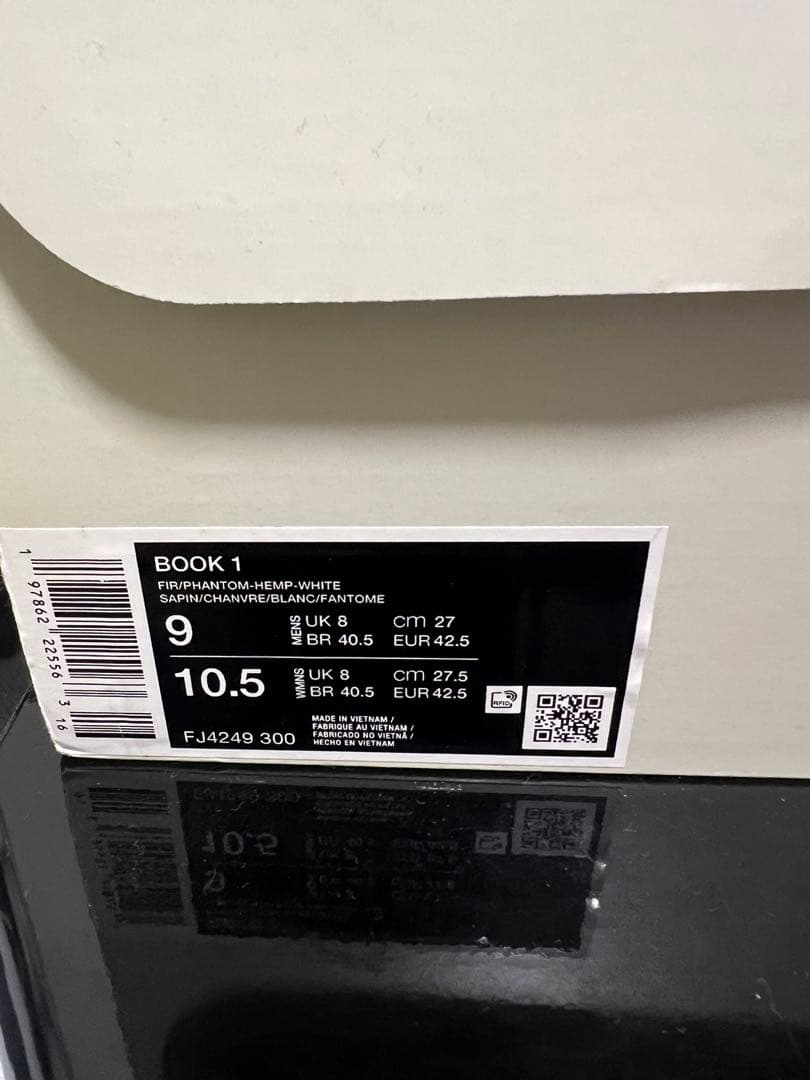 BOOK 1
FIR/PHANTOM-HEMP-WHITE
SAPIN/CHANVRE/BLANC/FANTOME
9 MENS UK 8 cm 27
BR 40.5 EUR 42.5
10.5 WMNS UK 8 cm 27.5
BR 40.5 EUR 42.5
RFID
FJ4249 300
MADE IN VIETNAM /
FABRIQUE AU VIETNAM /
FABRICADO NO VIETNÃ /
HECHO EN VIETNAM
1 97862 22556 3 16